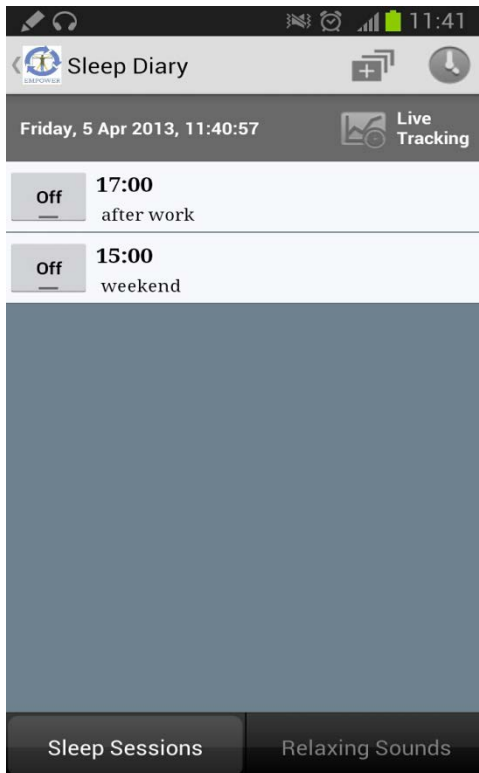 11:41
EMPOWER
Sleep Diary
Friday, 5 Apr 2013, 11:40:57
Live
Tracking
Off
17:00
after work
Off
15:00
weekend
Sleep Sessions
Relaxing Sounds